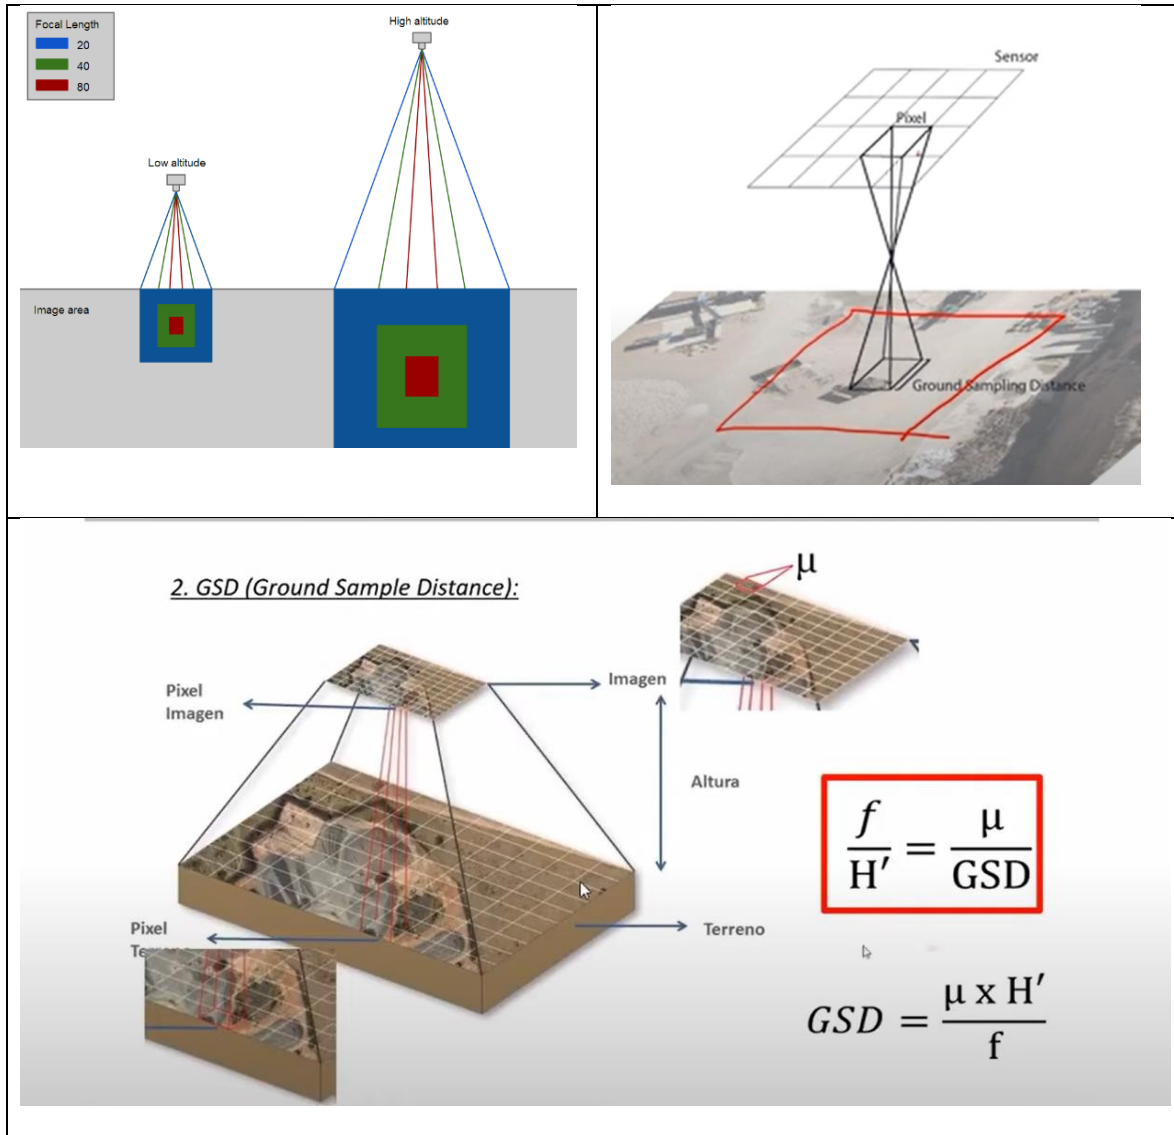 Focal Length
20
40
80
High altitude
Low altitude
Image area
Sensor
Pixel
Ground Sampling Distance
2. GSD (Ground Sample Distance):
μ
Pixel
Imagen
Imagen
Altura
f
H′
=
μ
GSD
Pixel
Terreno
GSD = μ x H′
f